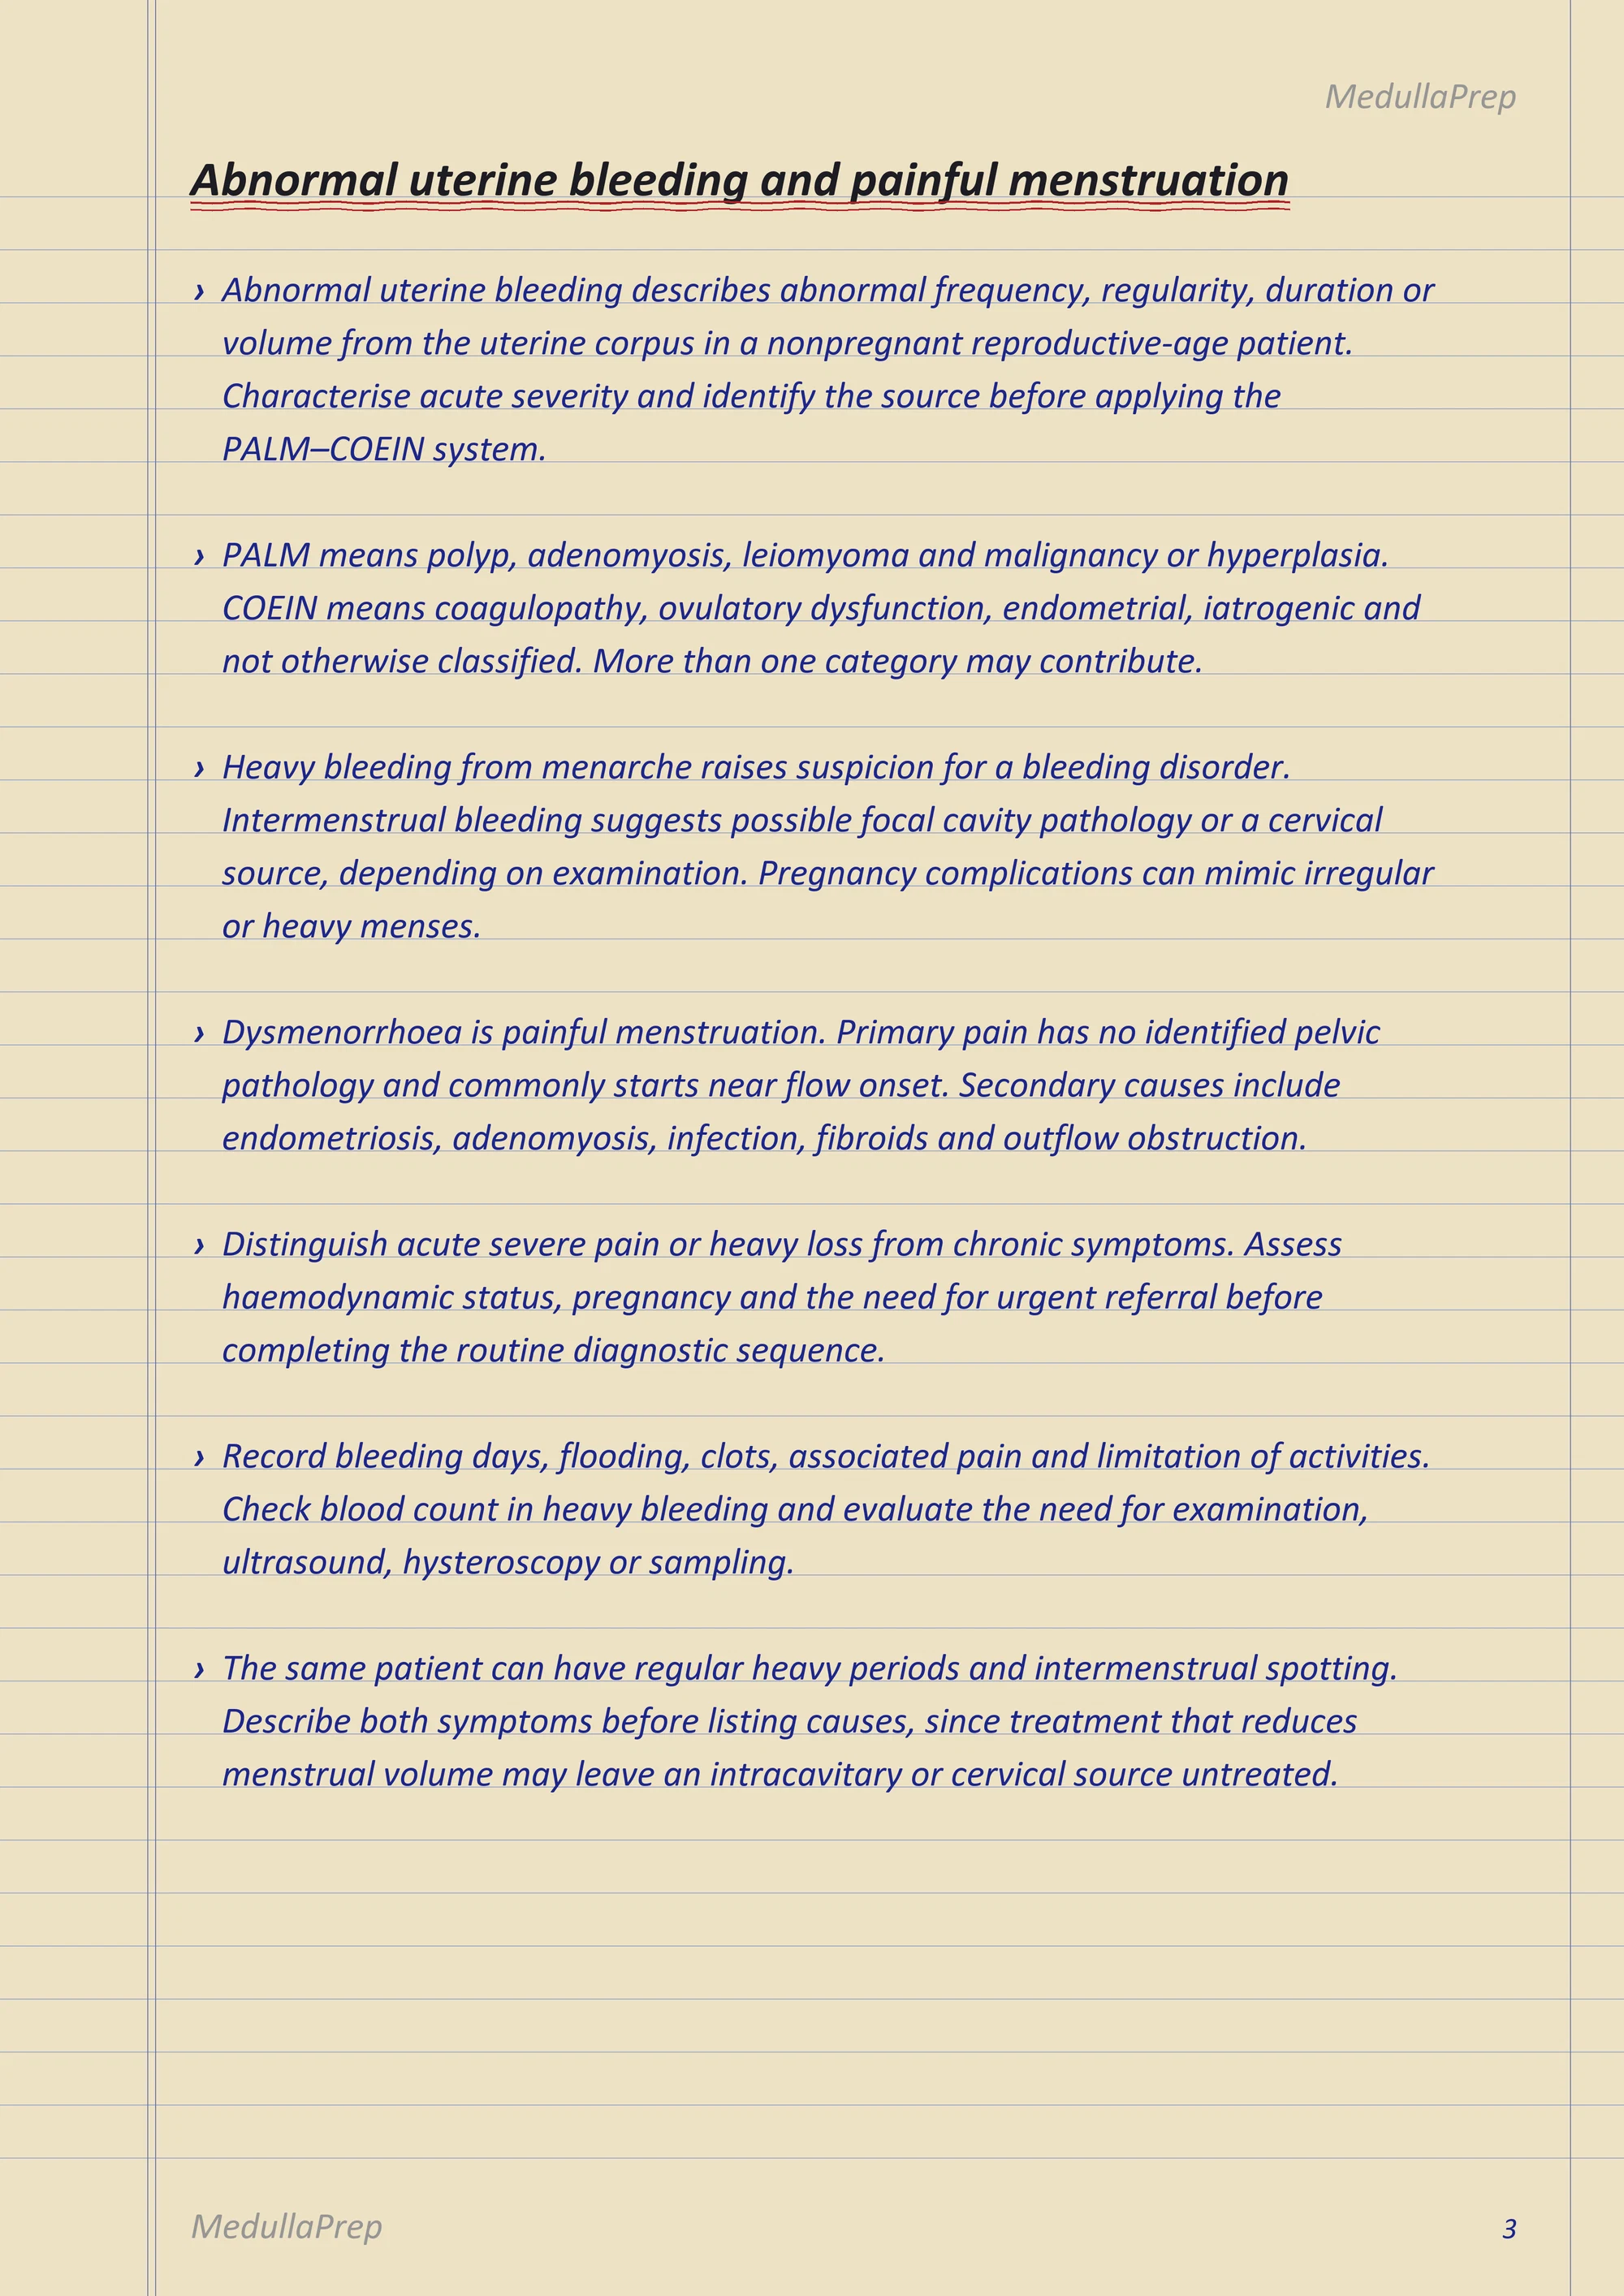 MedullaPrep
Abnormal uterine bleeding and painful menstruation
› Abnormal uterine bleeding describes abnormal frequency, regularity, duration or
volume from the uterine corpus in a nonpregnant reproductive-age patient.
Characterise acute severity and identify the source before applying the
PALM–COEIN system.
› PALM means polyp, adenomyosis, leiomyoma and malignancy or hyperplasia.
COEIN means coagulopathy, ovulatory dysfunction, endometrial, iatrogenic and
not otherwise classified. More than one category may contribute.
› Heavy bleeding from menarche raises suspicion for a bleeding disorder.
Intermenstrual bleeding suggests possible focal cavity pathology or a cervical
source, depending on examination. Pregnancy complications can mimic irregular
or heavy menses.
› Dysmenorrhoea is painful menstruation. Primary pain has no identified pelvic
pathology and commonly starts near flow onset. Secondary causes include
endometriosis, adenomyosis, infection, fibroids and outflow obstruction.
› Distinguish acute severe pain or heavy loss from chronic symptoms. Assess
haemodynamic status, pregnancy and the need for urgent referral before
completing the routine diagnostic sequence.
› Record bleeding days, flooding, clots, associated pain and limitation of activities.
Check blood count in heavy bleeding and evaluate the need for examination,
ultrasound, hysteroscopy or sampling.
› The same patient can have regular heavy periods and intermenstrual spotting.
Describe both symptoms before listing causes, since treatment that reduces
menstrual volume may leave an intracavitary or cervical source untreated.
MedullaPrep
3